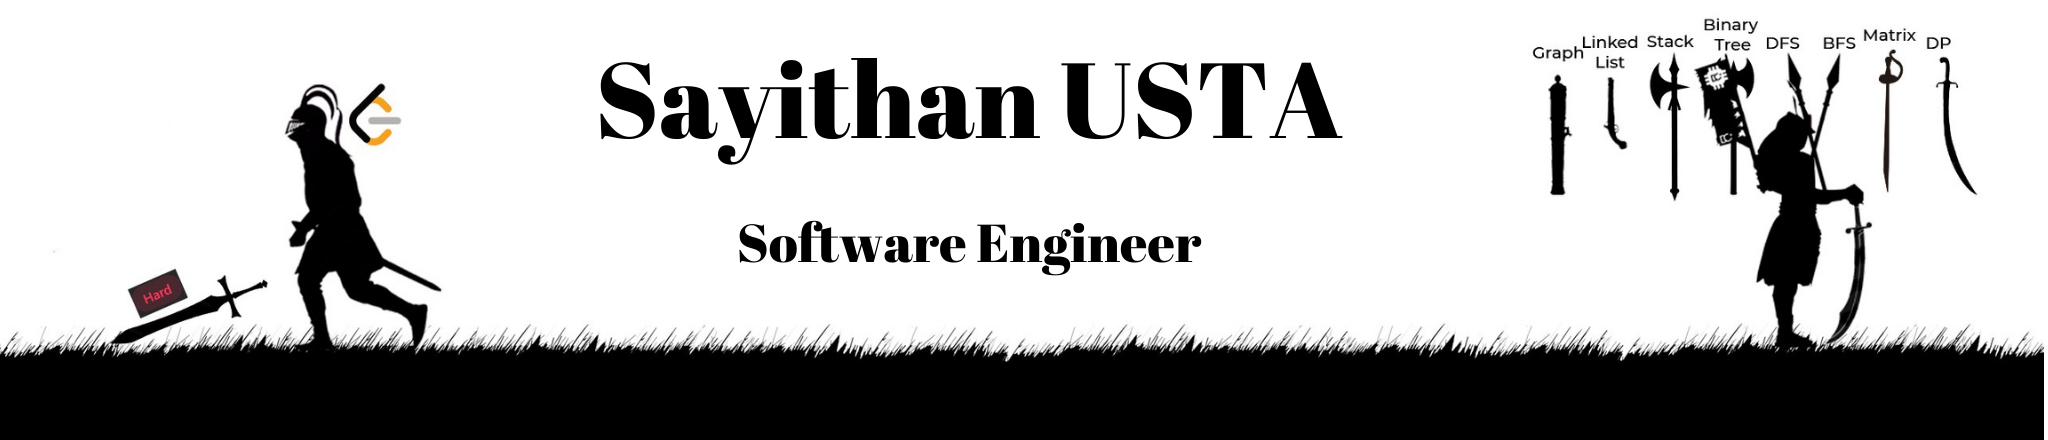 Sayithan USTA
Software Engineer
Hard
Graph
Linked
List
Stack
Binary
Tree
DFS
BFS
Matrix
DP